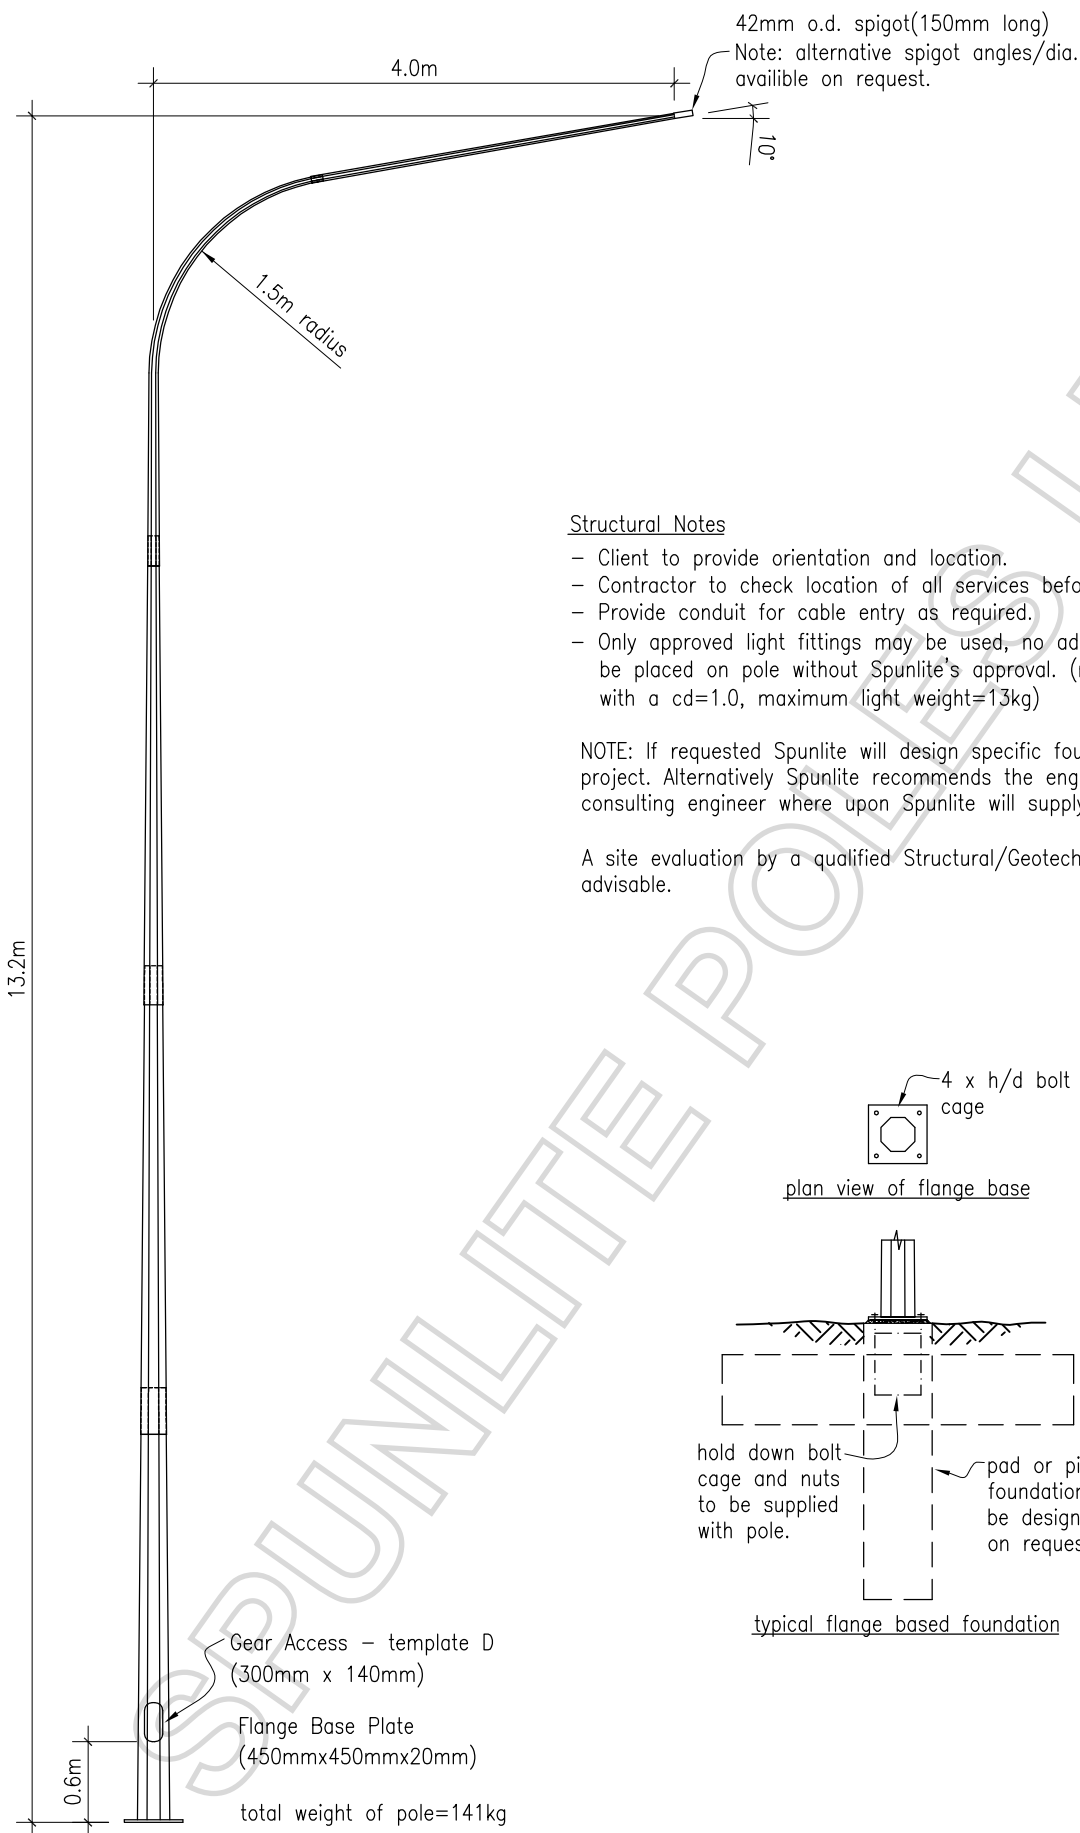 42mm o.d. spigot(150mm long)
Note: alternative spigot angles/dia.
availible on request.
4.0m
10°
1.5m radius
Structural Notes
– Client to provide orientation and location.
– Contractor to check location of all services befo
– Provide conduit for cable entry as required.
– Only approved light fittings may be used, no ad
be placed on pole without Spunlite's approval. (
with a cd=1.0, maximum light weight=13kg)
NOTE: If requested Spunlite will design specific fou
project. Alternatively Spunlite recommends the eng
consulting engineer where upon Spunlite will supply
A site evaluation by a qualified Structural/Geotech
advisable.
13.2m
4 x h/d bolt
cage
plan view of flange base
hold down bolt
cage and nuts
to be supplied
with pole.
pad or pi
foundation
be design
on reques
typical flange based foundation
Gear Access – template D
(300mm x 140mm)
Flange Base Plate
(450mmx450mmx20mm)
0.6m
total weight of pole=141kg
SPUNLITE POLES